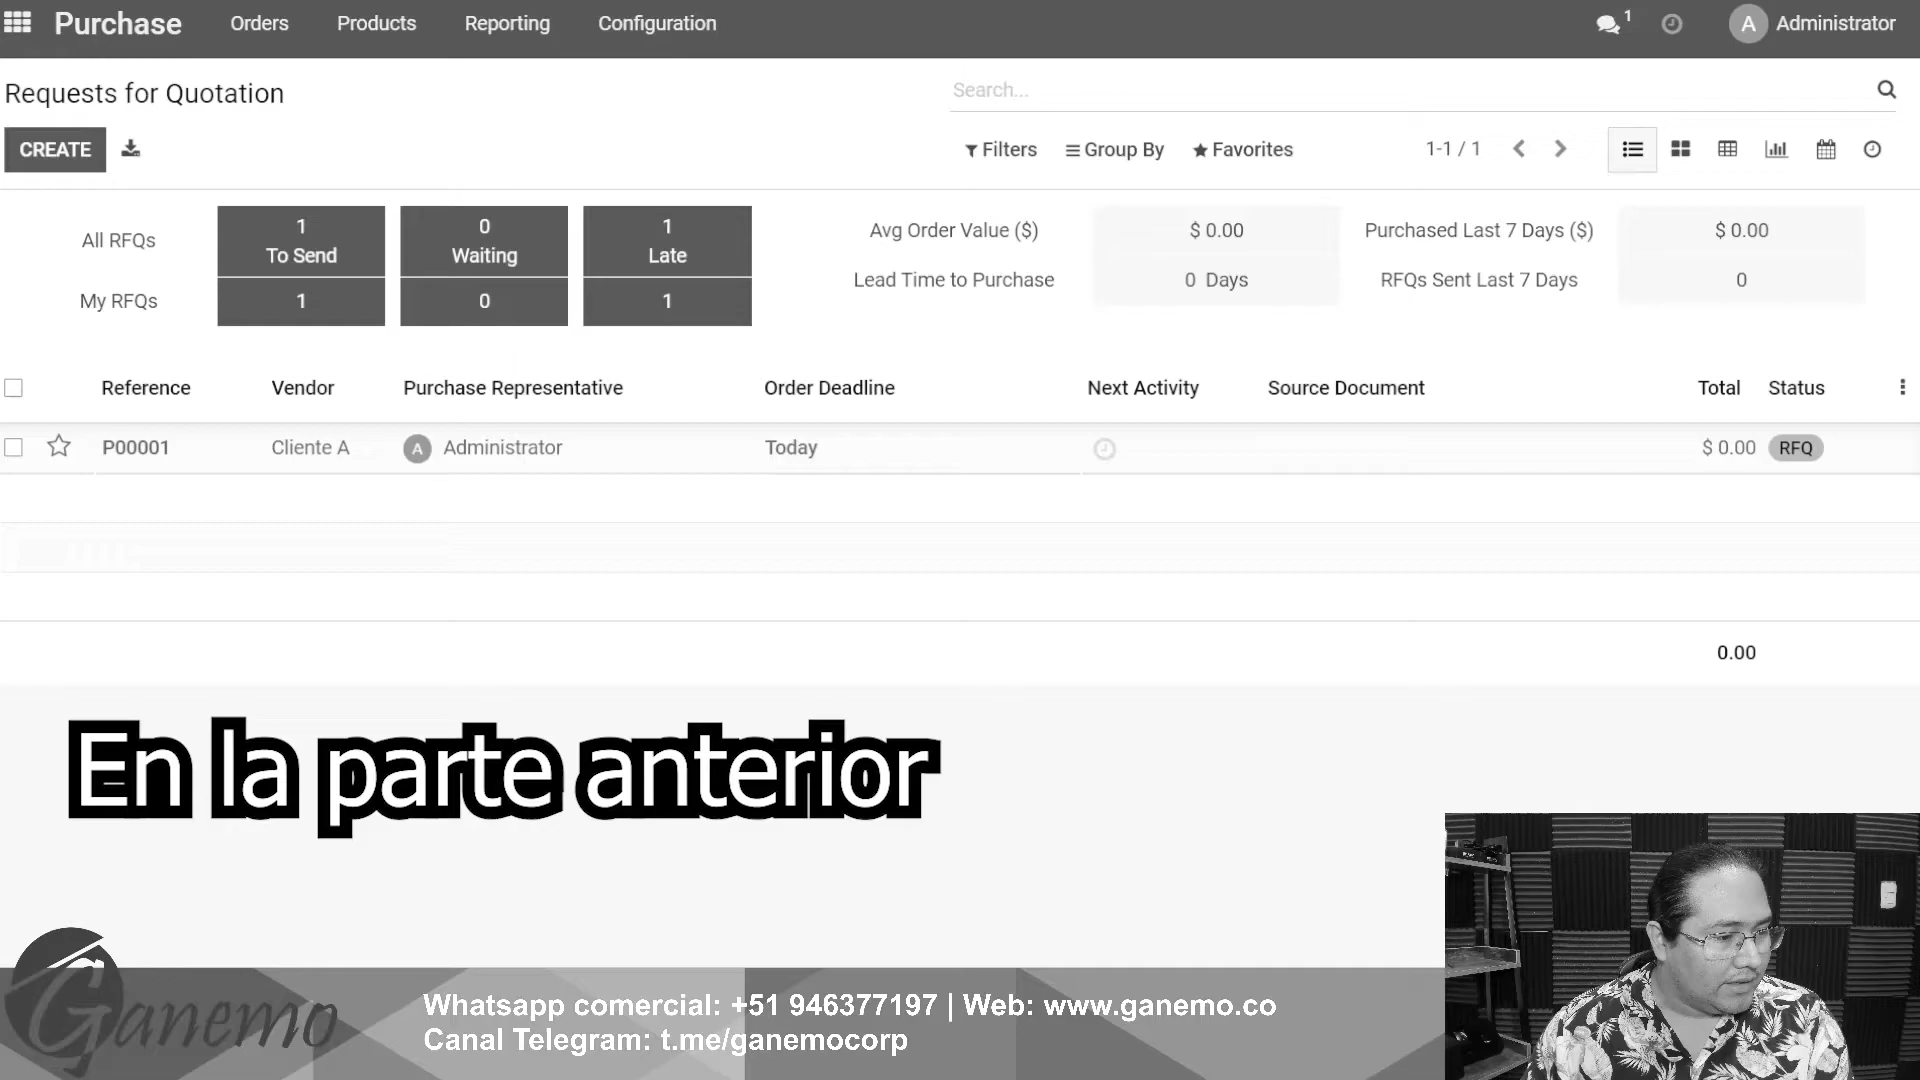 Purchase Orders Products Reporting Configuration 1 A Administrator
Requests for Quotation
Search...
CREATE
Filters Group By Favorites 1-1 / 1
All RFQs 1 To Send 0 Waiting 1 Late
My RFQs 1 0 1
Avg Order Value ($) $ 0.00 Purchased Last 7 Days ($) $ 0.00
Lead Time to Purchase 0 Days RFQs Sent Last 7 Days 0
Reference Vendor Purchase Representative Order Deadline Next Activity Source Document Total Status
P00001 Cliente A A Administrator Today $ 0.00 RFQ
0.00
En la parte anterior
Ganemo
Whatsapp comercial: +51 946377197 | Web: www.ganemo.co
Canal Telegram: t.me/ganemocorp